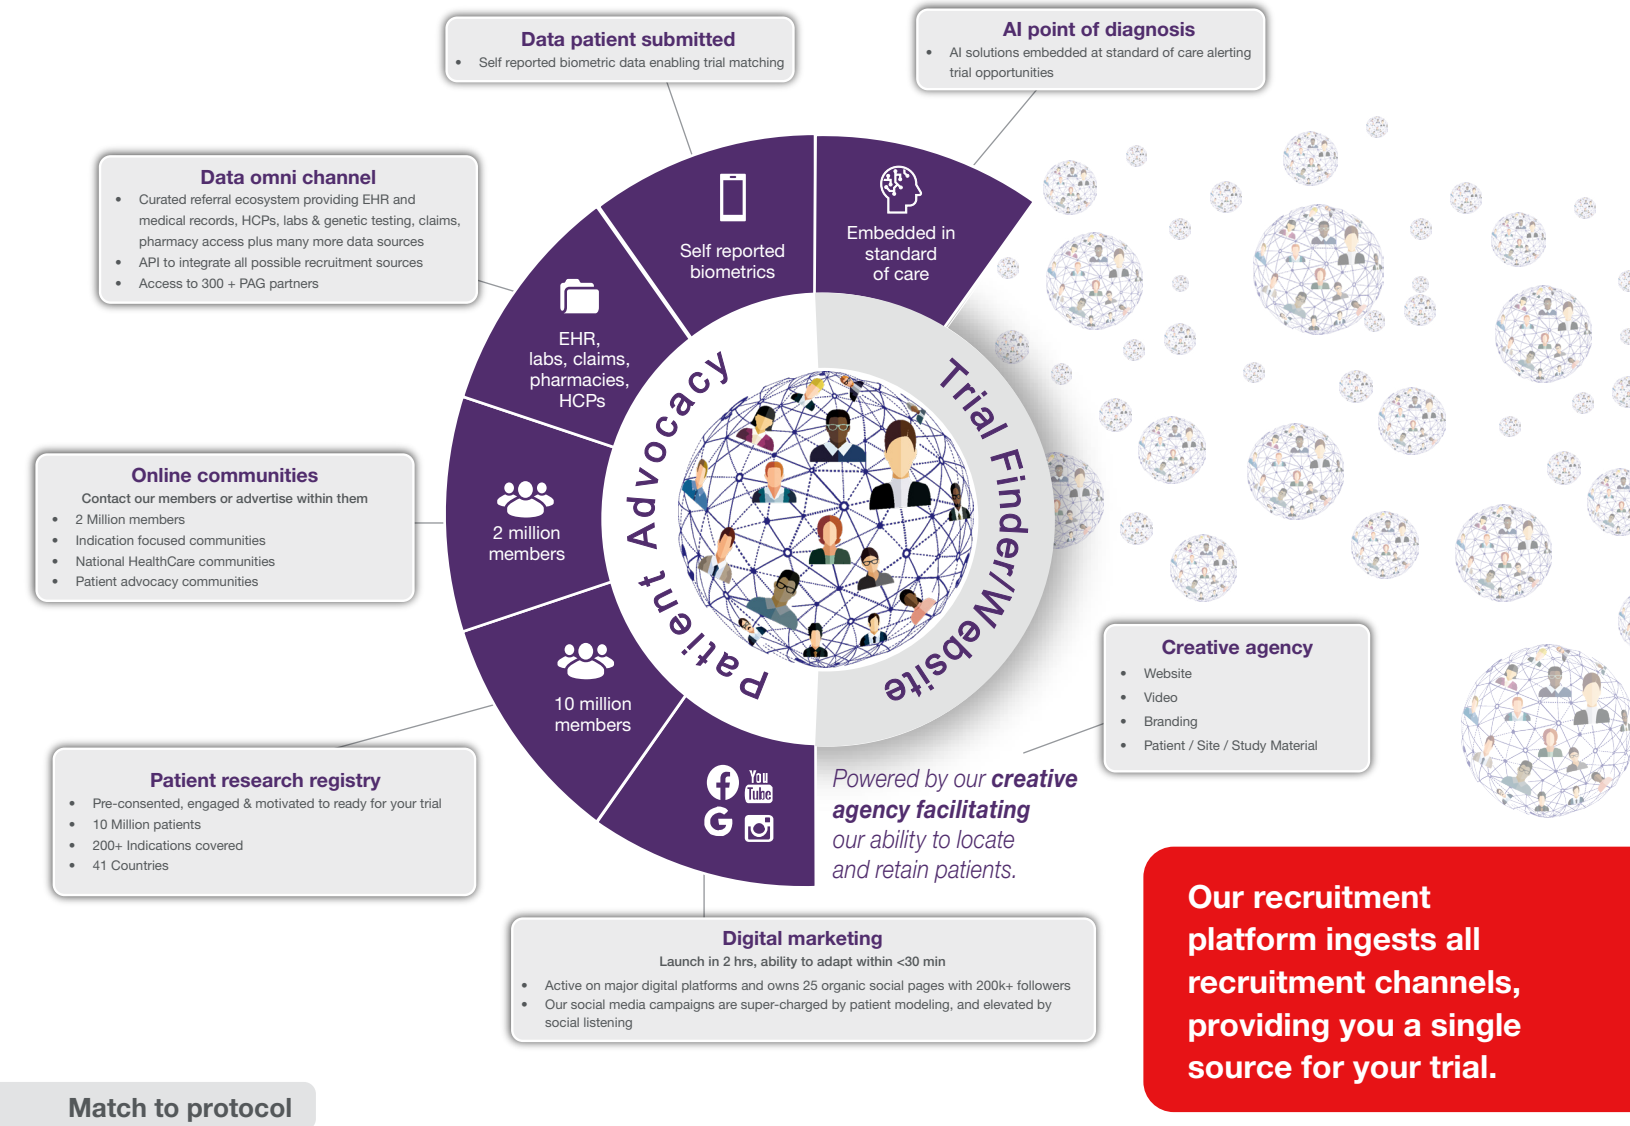 Data patient submitted
• Self reported biometric data enabling trial matching
AI point of diagnosis
• AI solutions embedded at standard of care alerting
trial opportunities
Data omni channel
• Curated referral ecosystem providing EHR and
medical records, HCPs, labs & genetic testing, claims,
pharmacy access plus many more data sources
• API to integrate all possible recruitment sources
• Access to 300 + PAG partners
Self reported
biometrics
Embedded in
standard
of care
EHR,
labs, claims,
pharmacies,
HCPs
Patient Advocacy
Trial Finder/Website
Online communities
Contact our members or advertise within them
• 2 Million members
• Indication focused communities
• National HealthCare communities
• Patient advocacy communities
2 million
members
10 million
members
Patient research registry
• Pre-consented, engaged & motivated to ready for your trial
• 10 Million patients
• 200+ Indications covered
• 41 Countries
Creative agency
• Website
• Video
• Branding
• Patient / Site / Study Material
You
Tube
G
Powered by our creative
agency facilitating
our ability to locate
and retain patients.
Digital marketing
Launch in 2 hrs, ability to adapt within <30 min
• Active on major digital platforms and owns 25 organic social pages with 200k+ followers
• Our social media campaigns are super-charged by patient modeling, and elevated by
social listening
Our recruitment
platform ingests all
recruitment channels,
providing you a single
source for your trial.
Match to protocol